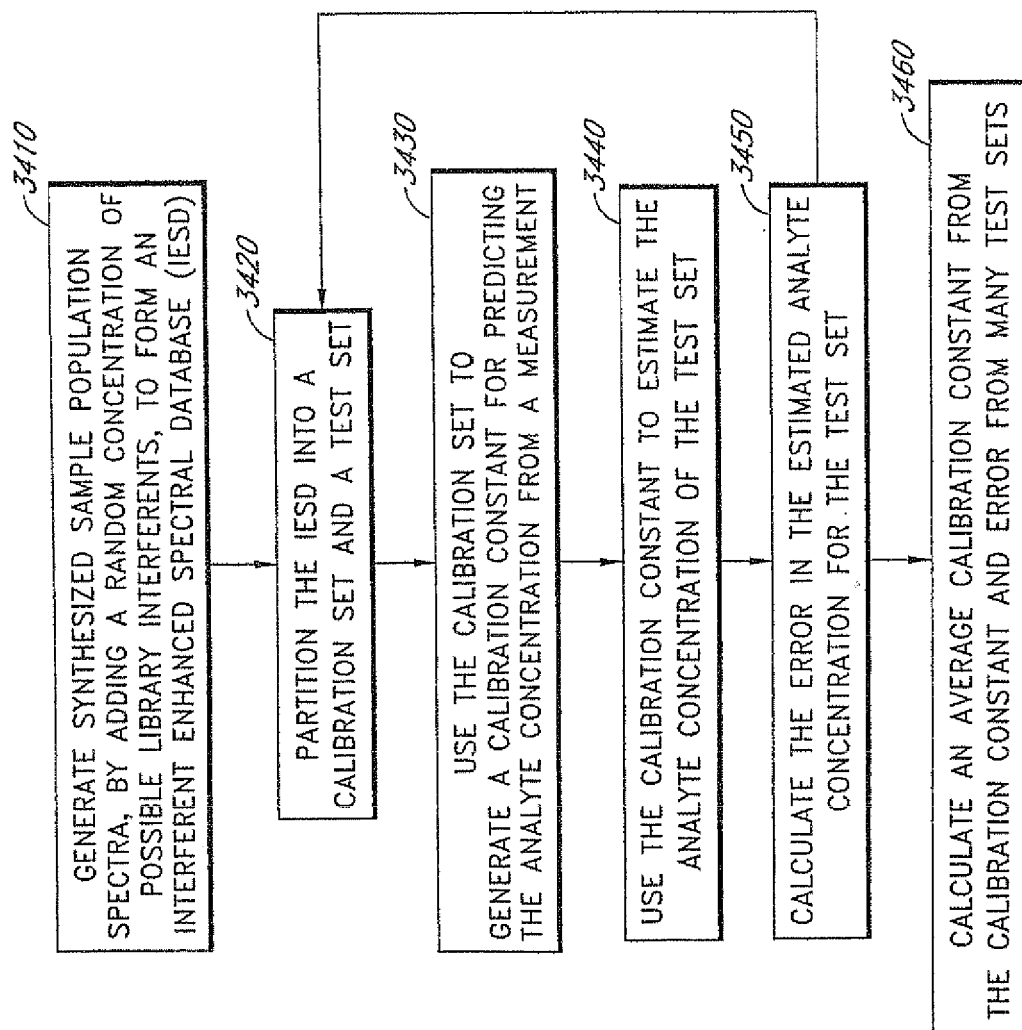 3410
GENERATE SYNTHESIZED SAMPLE POPULATION
SPECTRA, BY ADDING A RANDOM CONCENTRATION OF
POSSIBLE LIBRARY INTERFERENTS, TO FORM AN
INTERFERENT ENHANCED SPECTRAL DATABASE (IESD)
3420
PARTITION THE IESD INTO A
CALIBRATION SET AND A TEST SET
3430
USE THE CALIBRATION SET TO
GENERATE A CALIBRATION CONSTANT FOR PREDICTING
THE ANALYTE CONCENTRATION FROM A MEASUREMENT
3440
USE THE CALIBRATION CONSTANT TO ESTIMATE THE
ANALYTE CONCENTRATION OF THE TEST SET
3450
CALCULATE THE ERROR IN THE ESTIMATED ANALYTE
CONCENTRATION FOR THE TEST SET
3460
CALCULATE AN AVERAGE CALIBRATION CONSTANT FROM
THE CALIBRATION CONSTANT AND ERROR FROM MANY TEST SETS